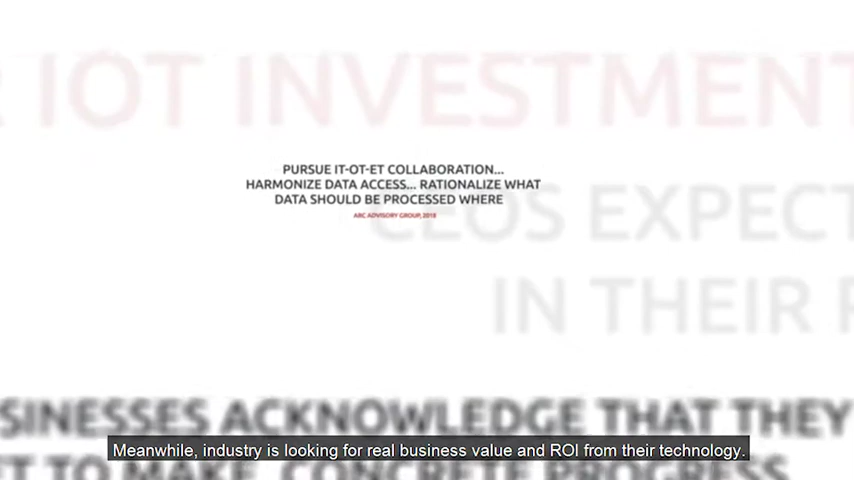 IOT INVESTMENT
PURSUE IT-OT-ET COLLABORATION...
HARMONIZE DATA ACCESS... RATIONALIZE WHAT
DATA SHOULD BE PROCESSED WHERE
ARC ADVISORY GROUP, 2018
CEOS EXPECT
IN THEIR
ACKNOWLEDGE THAT THEY
Meanwhile, industry is looking for real business value and ROI from their technology.
TO MAKE CONCRETE PROGRESS